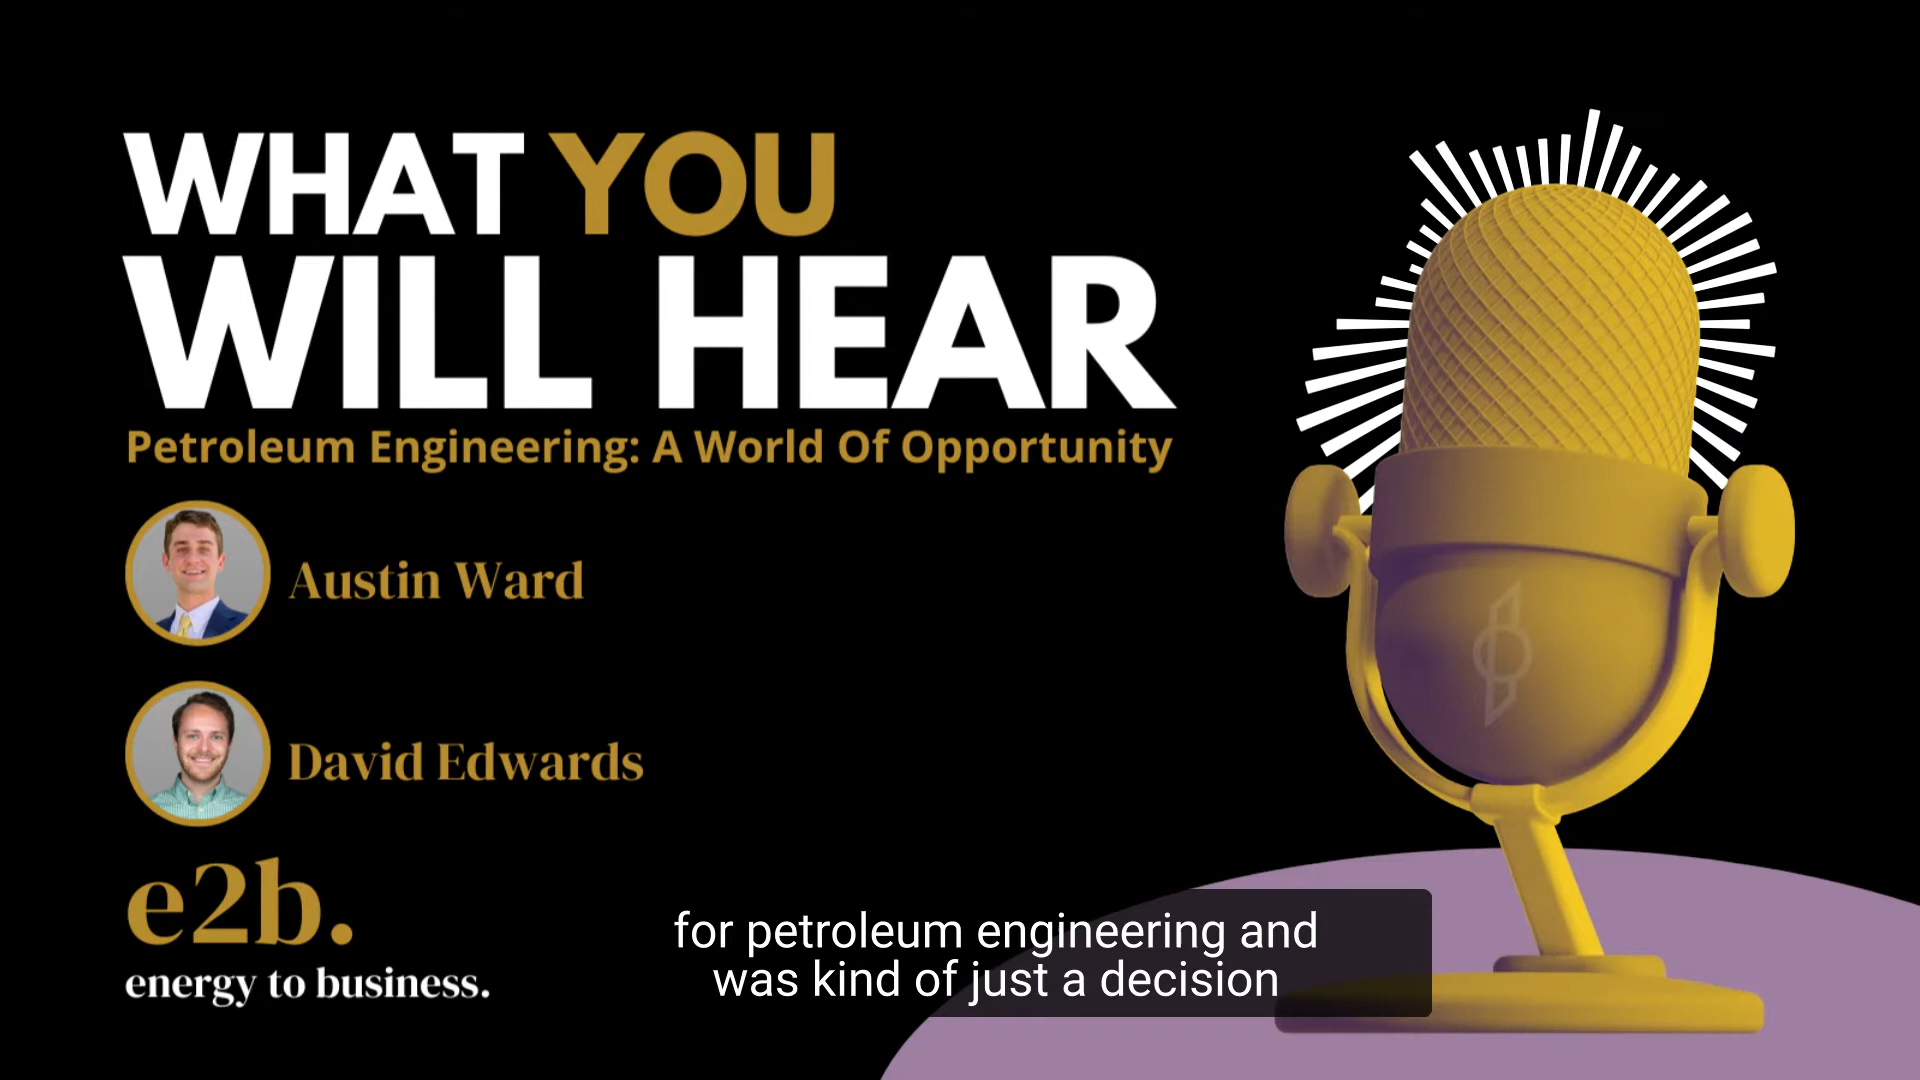 WHAT YOU
WILL HEAR
Petroleum Engineering: A World Of Opportunity
Austin Ward
David Edwards
e2b.
energy to business.
for petroleum engineering and
was kind of just a decision